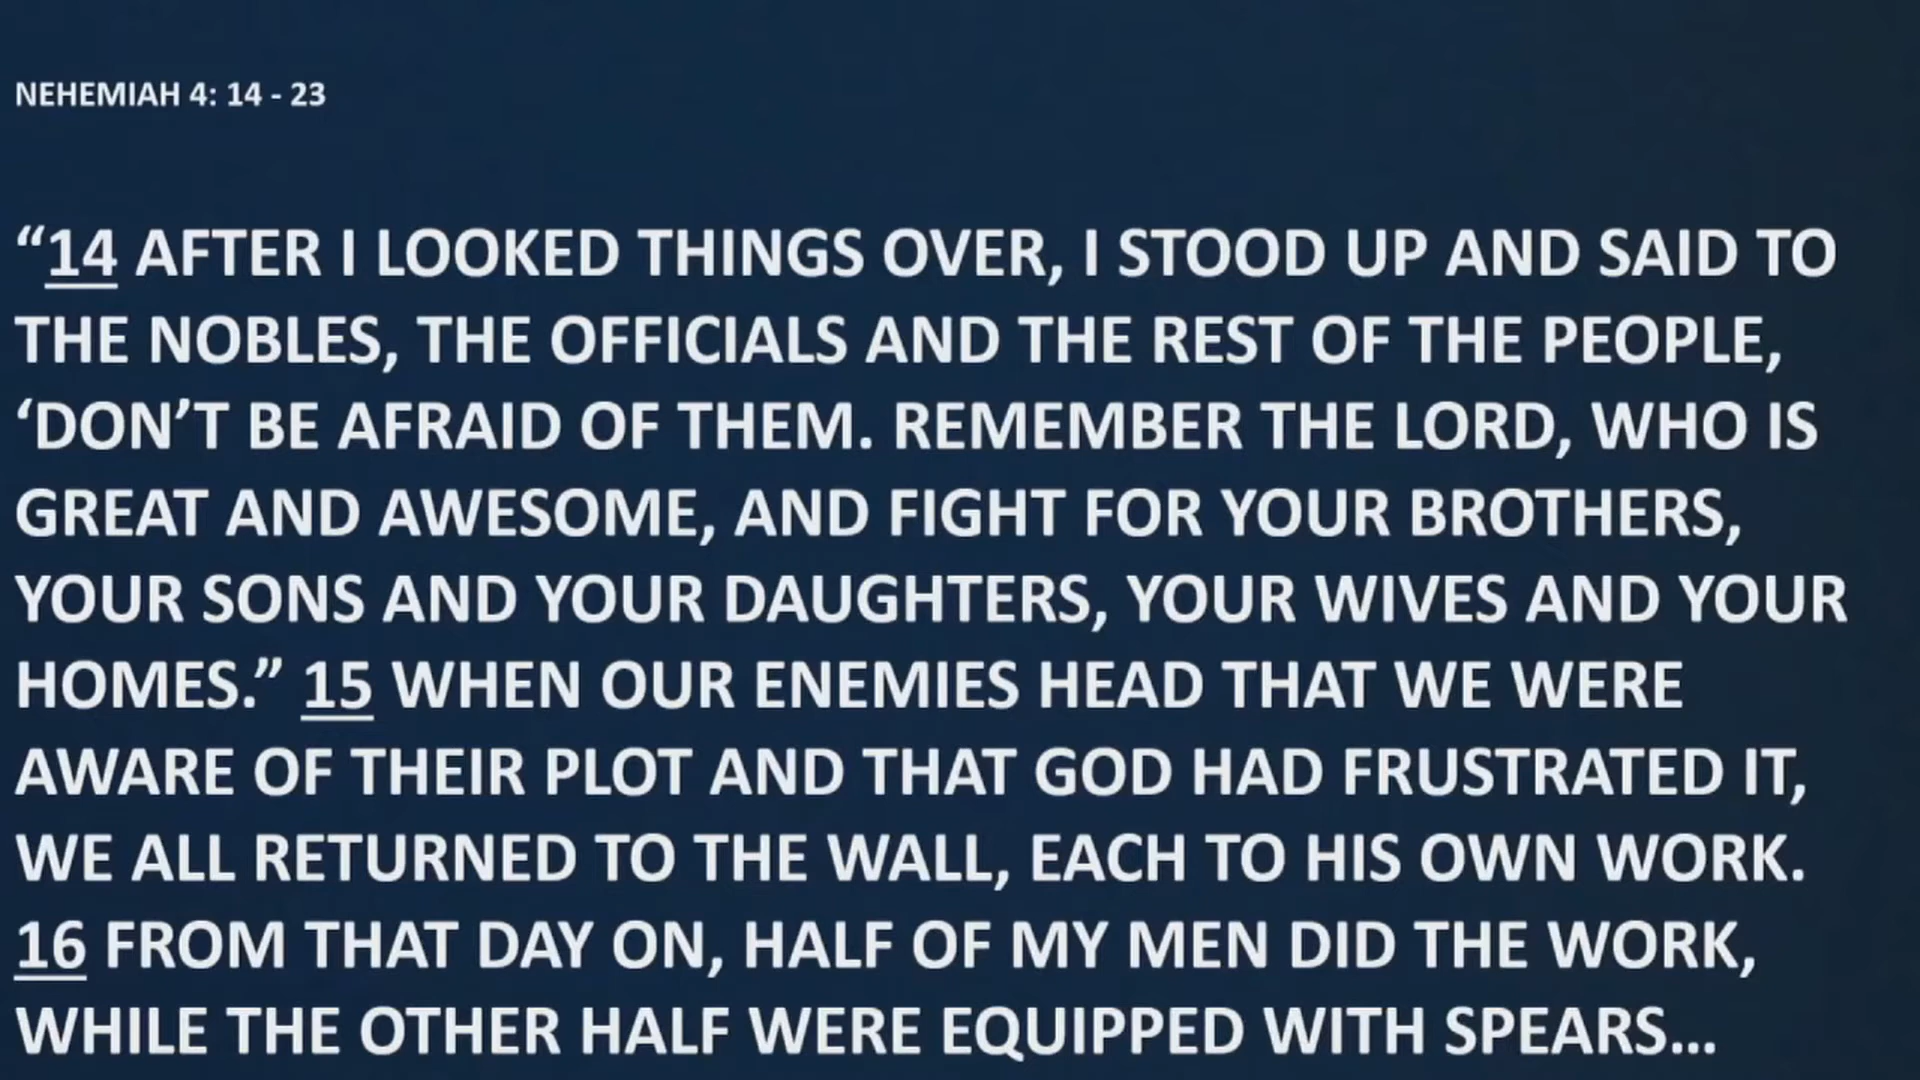 NEHEMIAH 4: 14 - 23
“14 AFTER I LOOKED THINGS OVER, I STOOD UP AND SAID TO
THE NOBLES, THE OFFICIALS AND THE REST OF THE PEOPLE,
‘DON’T BE AFRAID OF THEM. REMEMBER THE LORD, WHO IS
GREAT AND AWESOME, AND FIGHT FOR YOUR BROTHERS,
YOUR SONS AND YOUR DAUGHTERS, YOUR WIVES AND YOUR
HOMES.” 15 WHEN OUR ENEMIES HEAD THAT WE WERE
AWARE OF THEIR PLOT AND THAT GOD HAD FRUSTRATED IT,
WE ALL RETURNED TO THE WALL, EACH TO HIS OWN WORK.
16 FROM THAT DAY ON, HALF OF MY MEN DID THE WORK,
WHILE THE OTHER HALF WERE EQUIPPED WITH SPEARS...